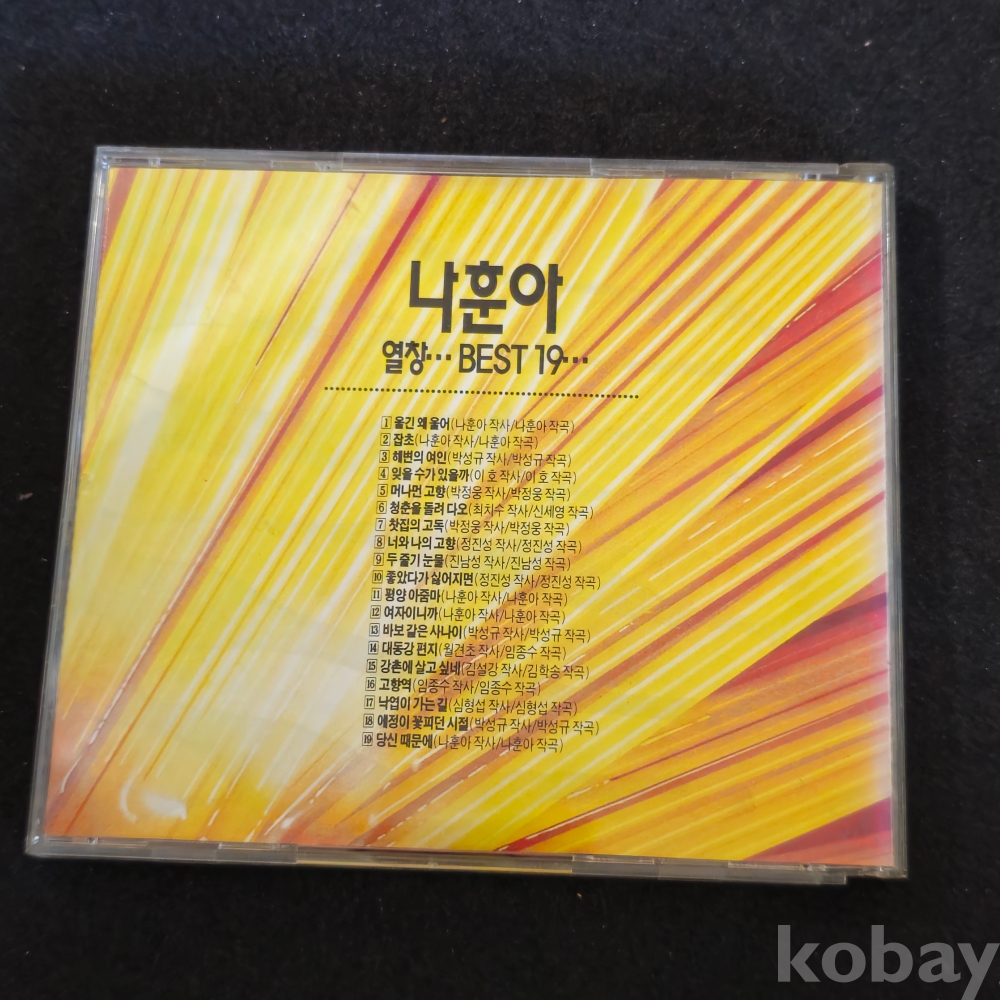 나훈아
열창··· BEST 19···
1 울긴 왜 울어(나훈아 작사/나훈아 작곡)
2 잡초(나훈아 작사/나훈아 작곡)
3 해변의 여인(박성규 작사/박성규 작곡)
4 잊을 수가 있을까(이 호 작사/이 호 작곡)
5 머나먼 고향(박정웅 작사/박정웅 작곡)
6 청춘을 돌려 다오(최치수 작사/신세영 작곡)
7 찻집의 고독(박정웅 작사/박정웅 작곡)
8 너와 나의 고향(정진성 작사/정진성 작곡)
9 두 줄기 눈물(진남성 작사/진남성 작곡)
10 좋았다가 싫어지면(정진성 작사/정진성 작곡)
11 평양 아줌마(나훈아 작사/나훈아 작곡)
12 여자이니까(나훈아 작사/나훈아 작곡)
13 바보 같은 사나이(박성규 작사/박성규 작곡)
14 대동강 편지(월견초 작사/임종수 작곡)
15 강촌에 살고 싶네(김설강 작사/김학송 작곡)
16 고향역(임종수 작사/임종수 작곡)
17 낙엽이 가는 길(심형섭 작사/심형섭 작곡)
18 애정이 꽃피던 시절(박성규 작사/박성규 작곡)
19 당신 때문에(나훈아 작사/나훈아 작곡)
kobay